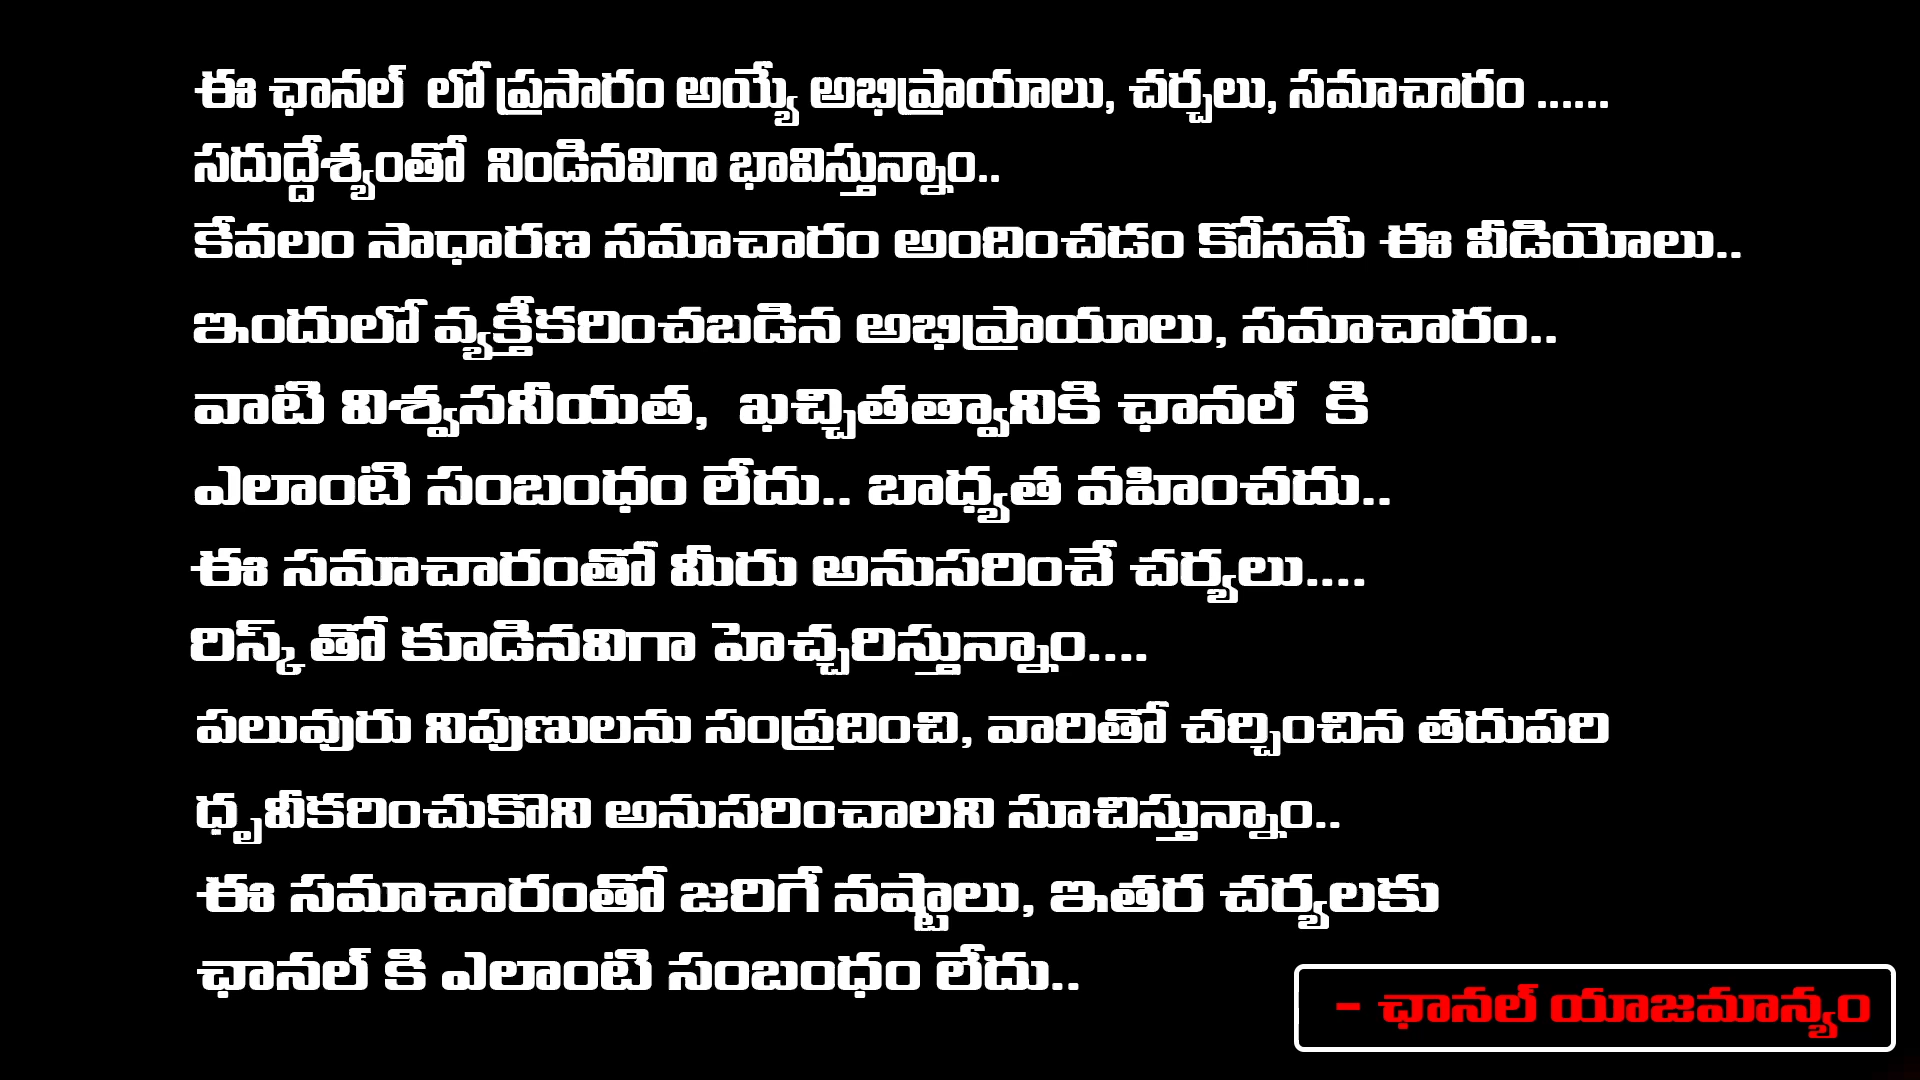 ఈ ఛానల్ లో ప్రసారం అయ్యే అభిప్రాయాలు, చర్చలు, సమాచారం ......
సదుద్దేశ్యంతో నిండినవిగా భావిస్తున్నాం..
కేవలం సాధారణ సమాచారం అందించడం కోసమే ఈ వీడియోలు..
ఇందులో వ్యక్తీకరించబడిన అభిప్రాయాలు, సమాచారం..
వాటి విశ్వసనీయత, ఖచ్చితత్వానికి ఛానల్ కి
ఎలాంటి సంబంధం లేదు.. బాధ్యత వహించదు..
ఈ సమాచారంతో మీరు అనుసరించే చర్యలు....
రిస్క్ తో కూడినవిగా హెచ్చరిస్తున్నాం....
పలువురు నిపుణులను సంప్రదించి, వారితో చర్చించిన తదుపరి
ధృవీకరించుకొని అనుసరించాలని సూచిస్తున్నాం..
ఈ సమాచారంతో జరిగే నష్టాలు, ఇతర చర్యలకు
ఛానల్ కి ఎలాంటి సంబంధం లేదు..
- ఛానల్ యాజమాన్యం